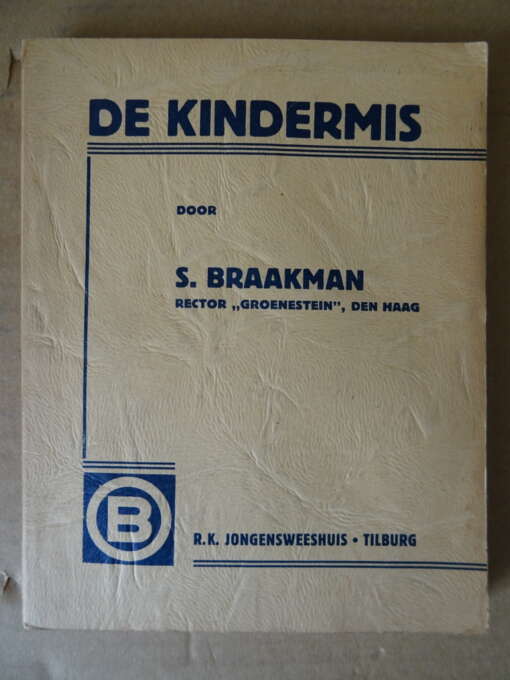 DE KINDERMIS
DOOR
S. BRAAKMAN
RECTOR „GROENESTEIN”, DEN HAAG
B
R.K. JONGENSWEESHUIS • TILBURG